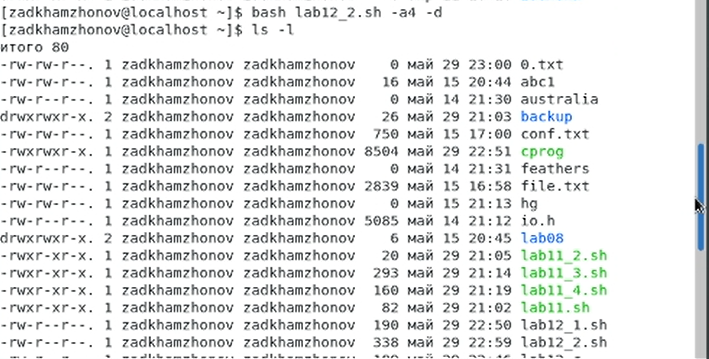 [zadkhamzhonov@localhost ~]$ bash lab12_2.sh -a4 -d
[zadkhamzhonov@localhost ~]$ ls -l
итого 80
-rw-rw-r--. 1 zadkhamzhonov zadkhamzhonov 0 май 29 23:00 0.txt
-rw-rw-r--. 1 zadkhamzhonov zadkhamzhonov 16 май 15 20:44 abc1
-rw-r--r--. 1 zadkhamzhonov zadkhamzhonov 0 май 14 21:30 australia
drwxrwxr-x. 2 zadkhamzhonov zadkhamzhonov 26 май 29 21:03 backup
-rw-rw-r--. 1 zadkhamzhonov zadkhamzhonov 750 май 15 17:00 conf.txt
-rwxrwxr-x. 1 zadkhamzhonov zadkhamzhonov 8504 май 29 22:51 cprog
-rw-r--r--. 1 zadkhamzhonov zadkhamzhonov 0 май 14 21:31 feathers
-rw-rw-r--. 1 zadkhamzhonov zadkhamzhonov 2839 май 15 16:58 file.txt
-rw-rw-r--. 1 zadkhamzhonov zadkhamzhonov 0 май 15 21:13 hg
-rw-r--r--. 1 zadkhamzhonov zadkhamzhonov 5085 май 14 21:12 io.h
drwxrwxr-x. 2 zadkhamzhonov zadkhamzhonov 6 май 15 20:45 lab08
-rwxr-xr-x. 1 zadkhamzhonov zadkhamzhonov 20 май 29 21:05 lab11_2.sh
-rwxr-xr-x. 1 zadkhamzhonov zadkhamzhonov 293 май 29 21:14 lab11_3.sh
-rwxr-xr-x. 1 zadkhamzhonov zadkhamzhonov 160 май 29 21:19 lab11_4.sh
-rwxr-xr-x. 1 zadkhamzhonov zadkhamzhonov 82 май 29 21:02 lab11.sh
-rw-r--r--. 1 zadkhamzhonov zadkhamzhonov 190 май 29 22:50 lab12_1.sh
-rw-r--r--. 1 zadkhamzhonov zadkhamzhonov 338 май 29 22:59 lab12_2.sh